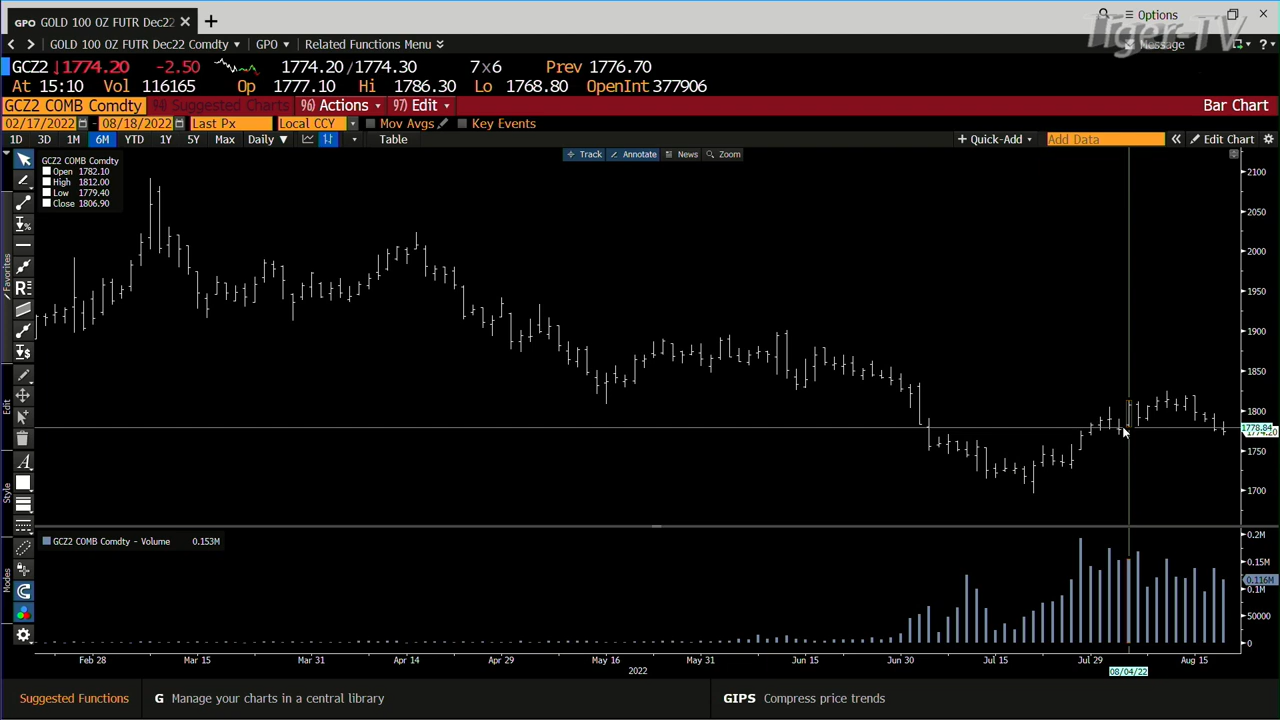 GPO GOLD 100 OZ FUTR Dec22
Options
Tiger-TV
GOLD 100 OZ FUTR Dec22 Comdty GPO Related Functions Menu
Message
?
GCZ2 ↓1774.20 -2.50 1774.20/1774.30 7x6 Prev 1776.70
At 15:10 Vol 116165 Op 1777.10 Hi 1786.30 Lo 1768.80 OpenInt 377906
GCZ2 COMB Comdty 94) Suggested Charts 96) Actions 97) Edit Bar Chart
02/17/2022 08/18/2022 Last Px Local CCY Mov Avgs Key Events
1D 3D 1M 6M YTD 1Y 5Y Max Daily Table + Quick-Add Add Data « Edit Chart
Track Annotate News Zoom
GCZ2 COMB Comdty
Open 1782.10
High 1812.00
Low 1779.40
Close 1806.90
2100
2050
2000
1950
1900
1850
1800
1778.84
1774.20
1750
1700
Favorites
Edit
Style
Modes
GCZ2 COMB Comdty - Volume 0.153M
0.2M
0.15M
0.116M
0.1M
50000
0
Feb 28 Mar 15 Mar 31 Apr 14 Apr 29 May 16 May 31 Jun 15 Jun 30 Jul 15 Jul 29 Aug 15
2022
08/04/22
Suggested Functions G Manage your charts in a central library GIPS Compress price trends